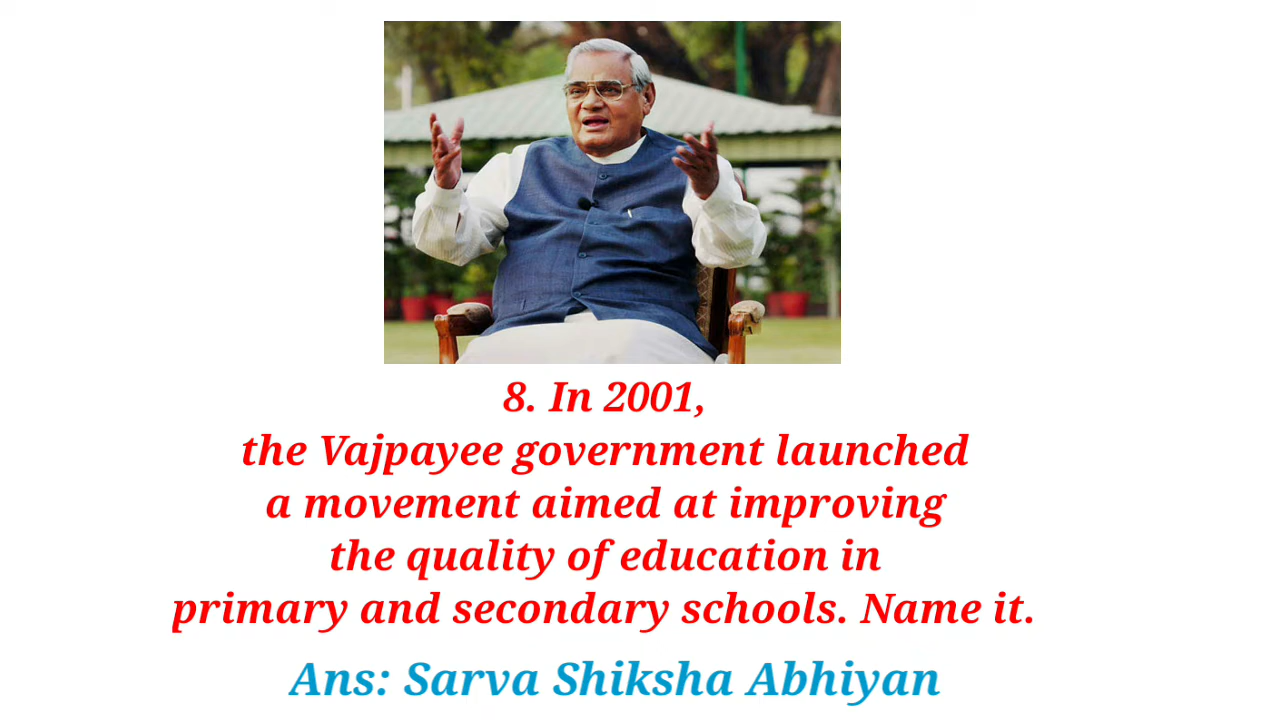 8. In 2001,
the Vajpayee government launched
a movement aimed at improving
the quality of education in
primary and secondary schools. Name it.
Ans: Sarva Shiksha Abhiyan